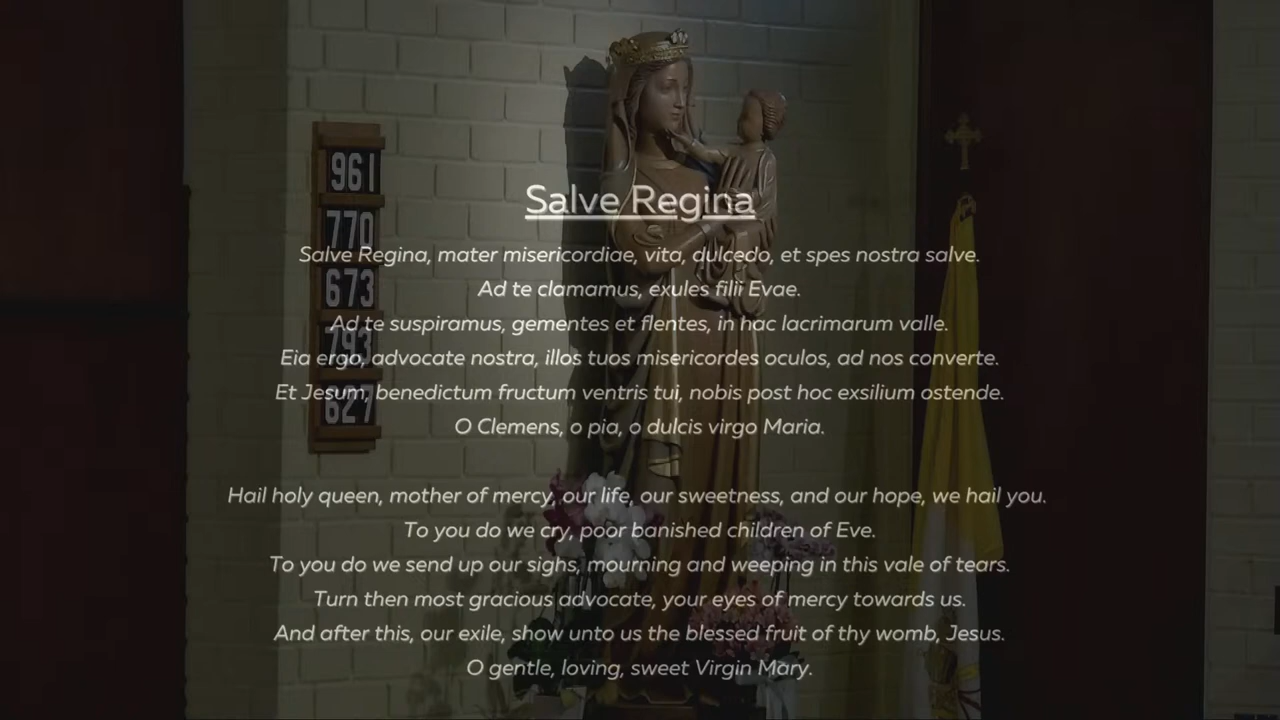 961
770
673
793
627
Salve Regina
Salve Regina, mater misericordiae, vita, dulcedo, et spes nostra salve.
Ad te clamamus, exules filii Evae.
Ad te suspiramus, gementes et flentes, in hac lacrimarum valle.
Eia ergo, advocate nostra, illos tuos misericordes oculos, ad nos converte.
Et Jesum, benedictum fructum ventris tui, nobis post hoc exsilium ostende.
O Clemens, o pia, o dulcis virgo Maria.
Hail holy queen, mother of mercy, our life, our sweetness, and our hope, we hail you.
To you do we cry, poor banished children of Eve.
To you do we send up our sighs, mourning and weeping in this vale of tears.
Turn then most gracious advocate, your eyes of mercy towards us.
And after this, our exile, show unto us the blessed fruit of thy womb, Jesus.
O gentle, loving, sweet Virgin Mary.